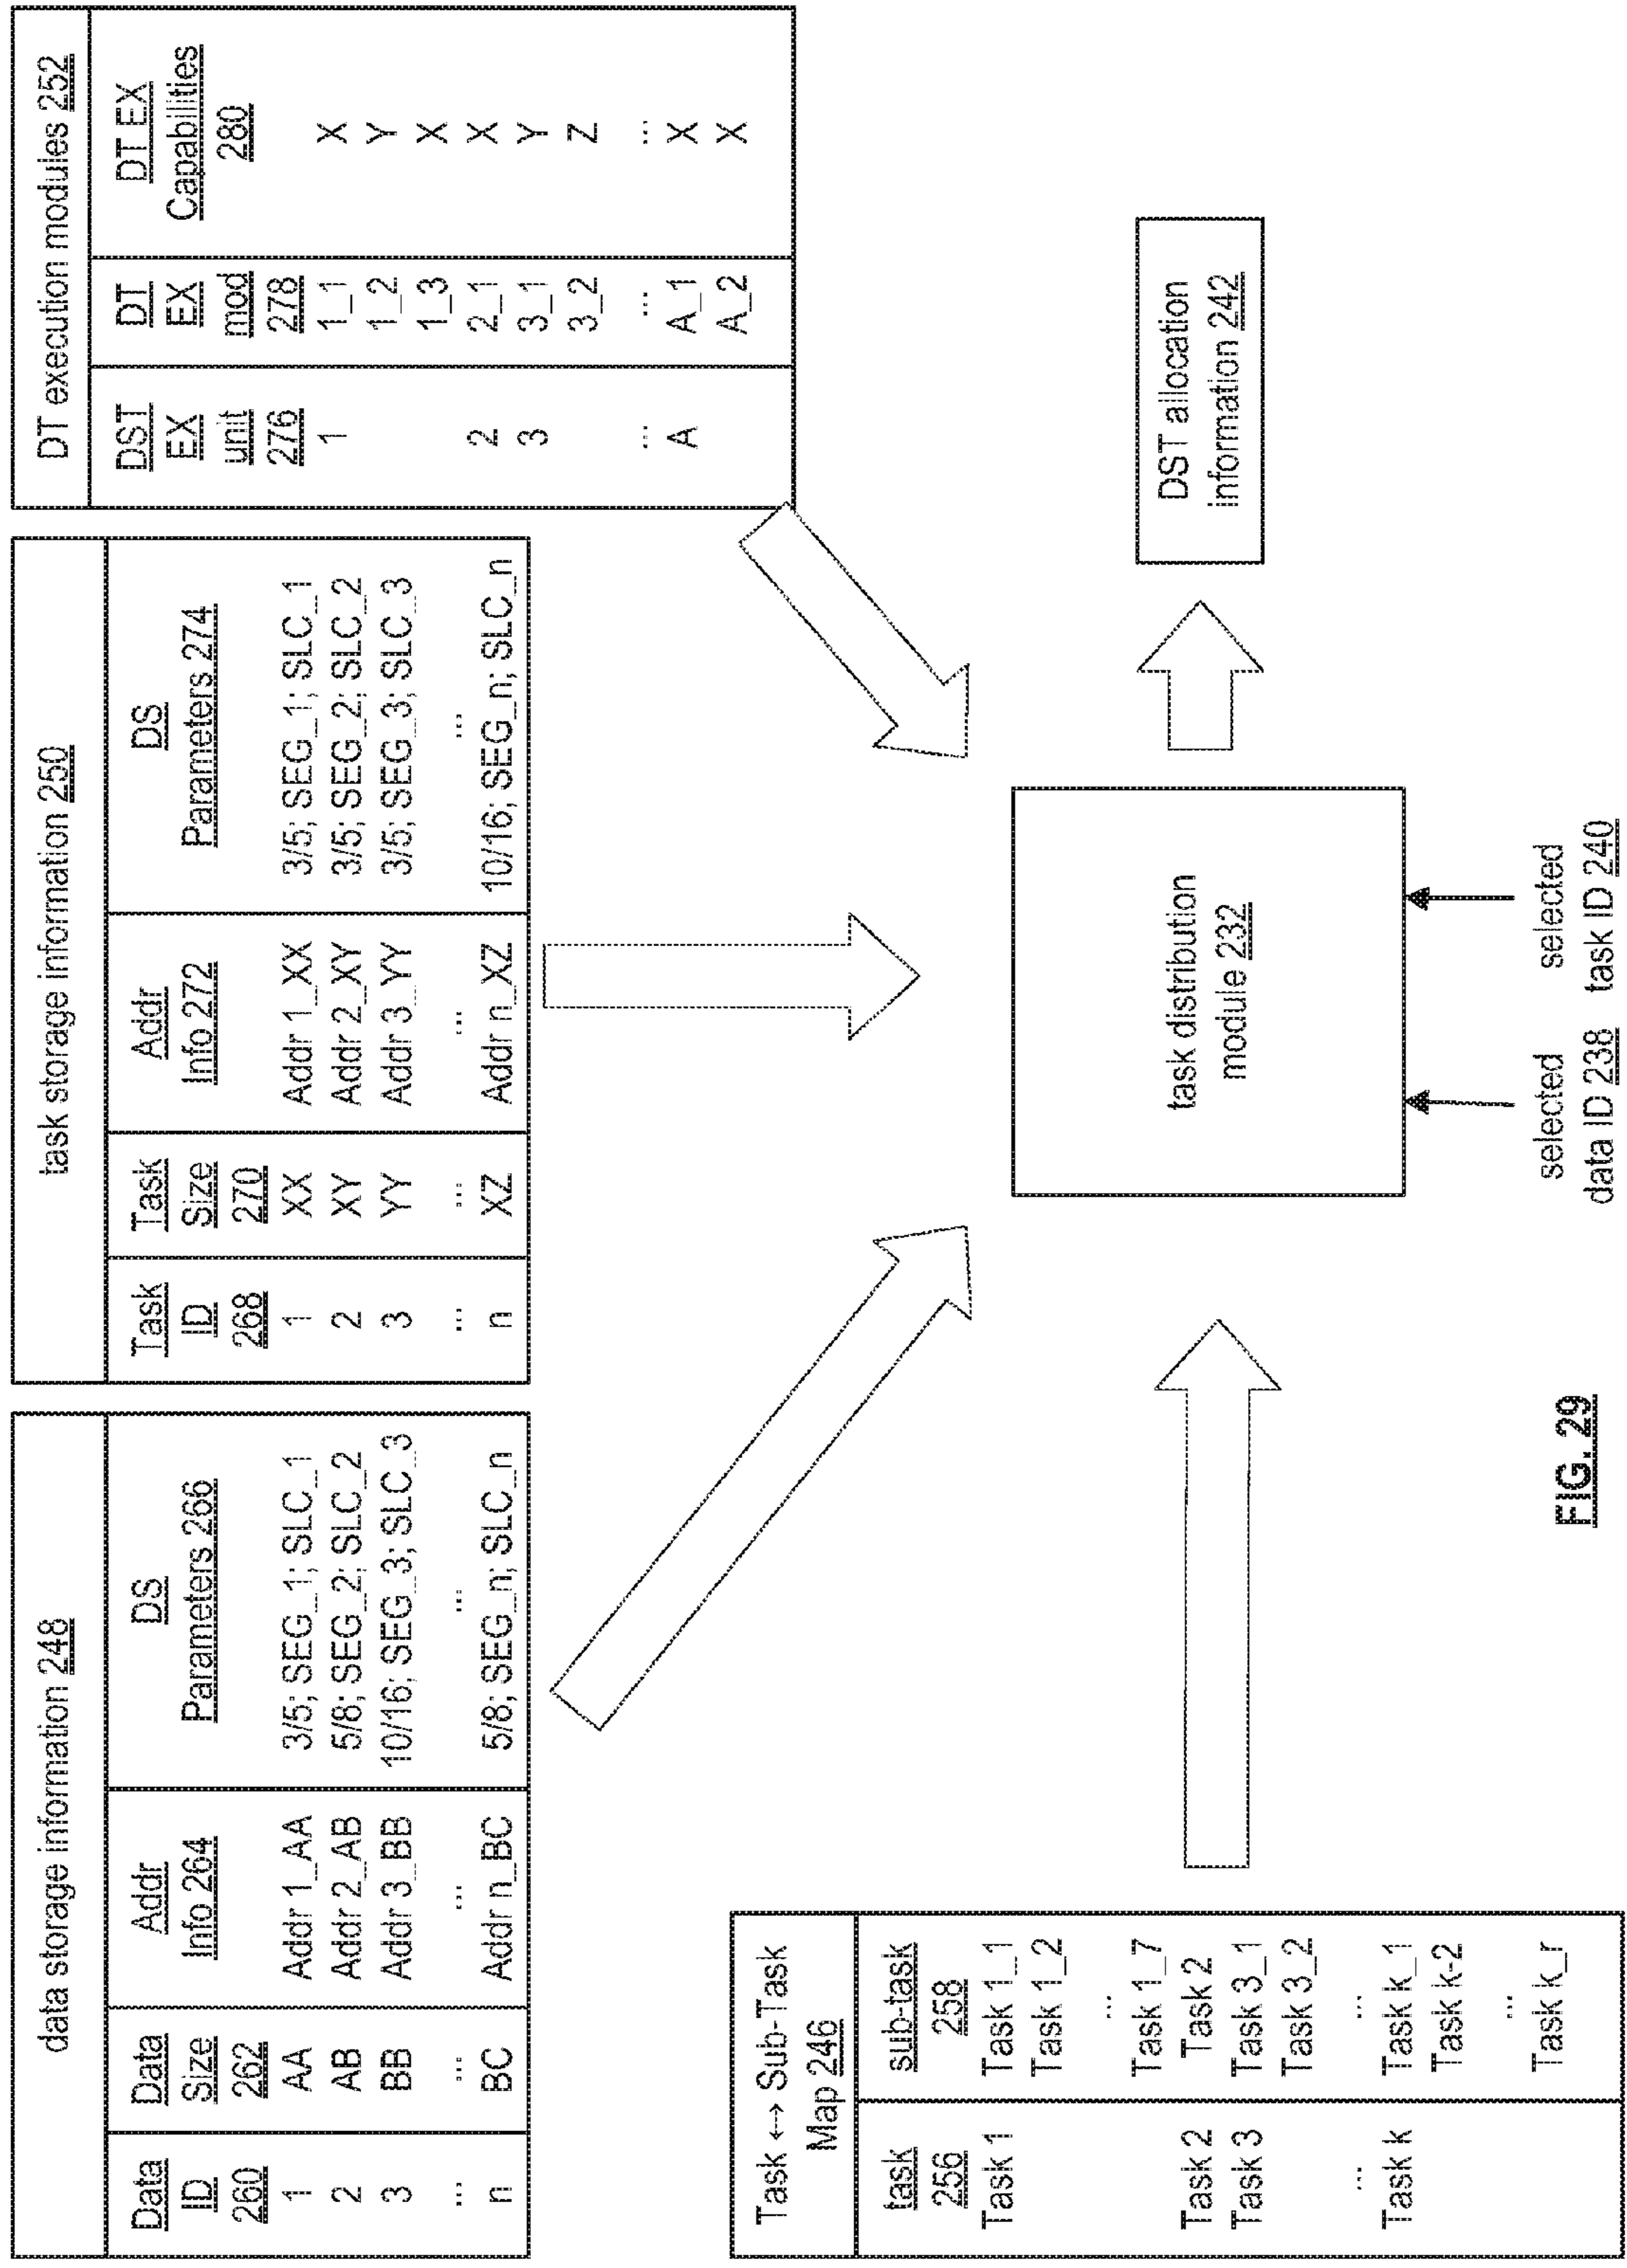 data storage information 248
Data ID 260 | Data Size 262 | Addr Info 264 | DS Parameters 266
1 | AA | Addr 1_AA | 3/5; SEG_1; SLC_1
2 | AB | Addr 2_AB | 5/8; SEG_2; SLC_2
3 | BB | Addr 3_BB | 10/16; SEG_3; SLC_3
... | ... | ... | ...
n | BC | Addr n_BC | 5/8; SEG_n; SLC_n
task storage information 250
Task ID 268 | Task Size 270 | Addr Info 272 | DS Parameters 274
1 | XX | Addr 1_XX | 3/5; SEG_1; SLC_1
2 | XY | Addr 2_XY | 3/5; SEG_2; SLC_2
3 | YY | Addr 3_YY | 3/5; SEG_3; SLC_3
... | ... | ... | ...
n | XZ | Addr n_XZ | 10/16; SEG_n; SLC_n
DT execution modules 252
DST EX unit 276 | DT EX mod 278 | DT EX Capabilities 280
1 | 1_1 | X
1_2 | Y
1_3 | X
2 | 2_1 | X
3 | 3_1 | Y
3_2 | Z
... | ... | ...
A | A_1 | X
A_2 | X
Task ↔ Sub-Task
Map 246
task 256 | sub-task 258
Task 1 | Task 1_1
Task 1_2
...
Task 1_7
Task 2 | Task 2
Task 3 | Task 3_1
Task 3_2
... | ...
Task k | Task k_1
Task k-2
...
Task k_r
task distribution
module 232
selected
data ID 238
selected
task ID 240
DST allocation
information 242
FIG. 29